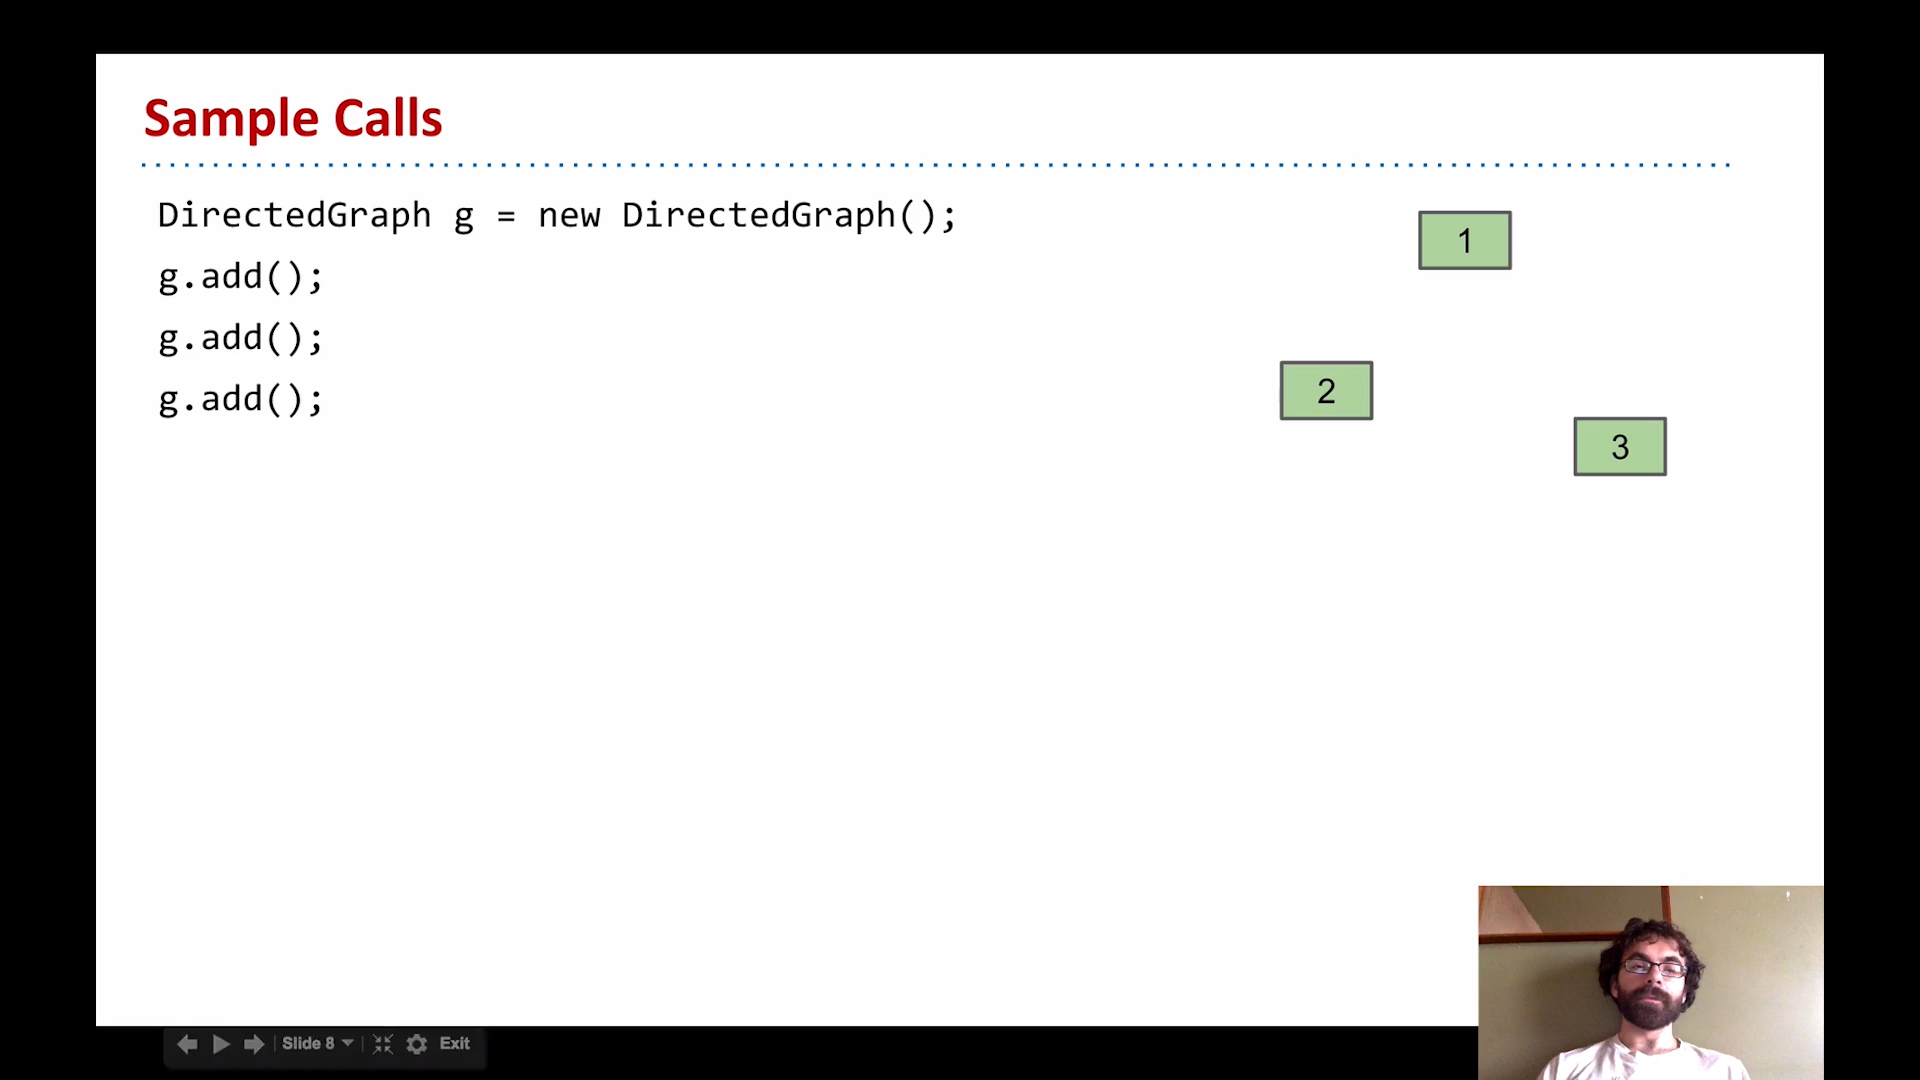 Sample Calls
DirectedGraph g = new DirectedGraph();
g.add();
g.add();
g.add();
1
2
3
Slide 8
Exit